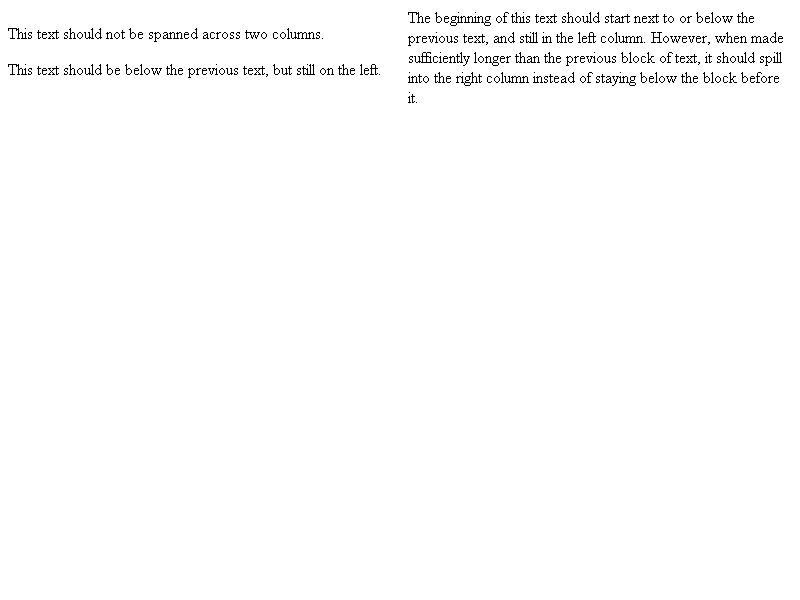 This text should not be spanned across two columns.
This text should be below the previous text, but still on the left.
The beginning of this text should start next to or below the
previous text, and still in the left column. However, when made
sufficiently longer than the previous block of text, it should spill
into the right column instead of staying below the block before
it.